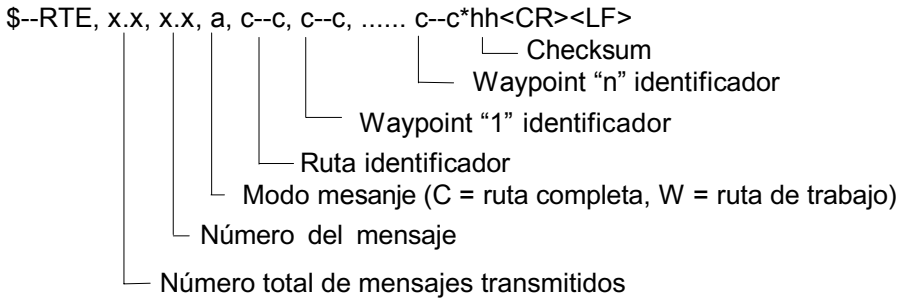 $--RTE, x.x, x.x, a, c--c, c--c, ...... c--c*hh<CR><LF>
Checksum
Waypoint “n” identificador
Waypoint “1” identificador
Ruta identificador
Modo mesanje (C = ruta completa, W = ruta de trabajo)
Número del mensaje
Número total de mensajes transmitidos